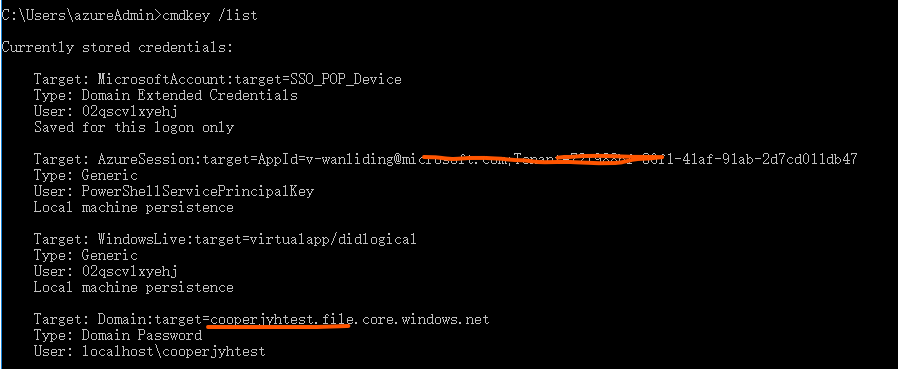 C:\Users\azureAdmin>cmdkey /list
Currently stored credentials:
Target: MicrosoftAccount:target=SSO_POP_Device
Type: Domain Extended Credentials
User: 02qscvlxyehj
Saved for this logon only
Target: AzureSession:target=AppId=v-wanliding@microsoft.com;Tenant 41af-91ab-2d7cd011db47
Type: Generic
User: PowerShellServicePrincipalKey
Local machine persistence
Target: WindowsLive:target=virtualapp/didlogical
Type: Generic
User: 02qscvlxyehj
Local machine persistence
Target: Domain:target=cooperjyhtest.file.core.windows.net
Type: Domain Password
User: localhost\cooperjyhtest